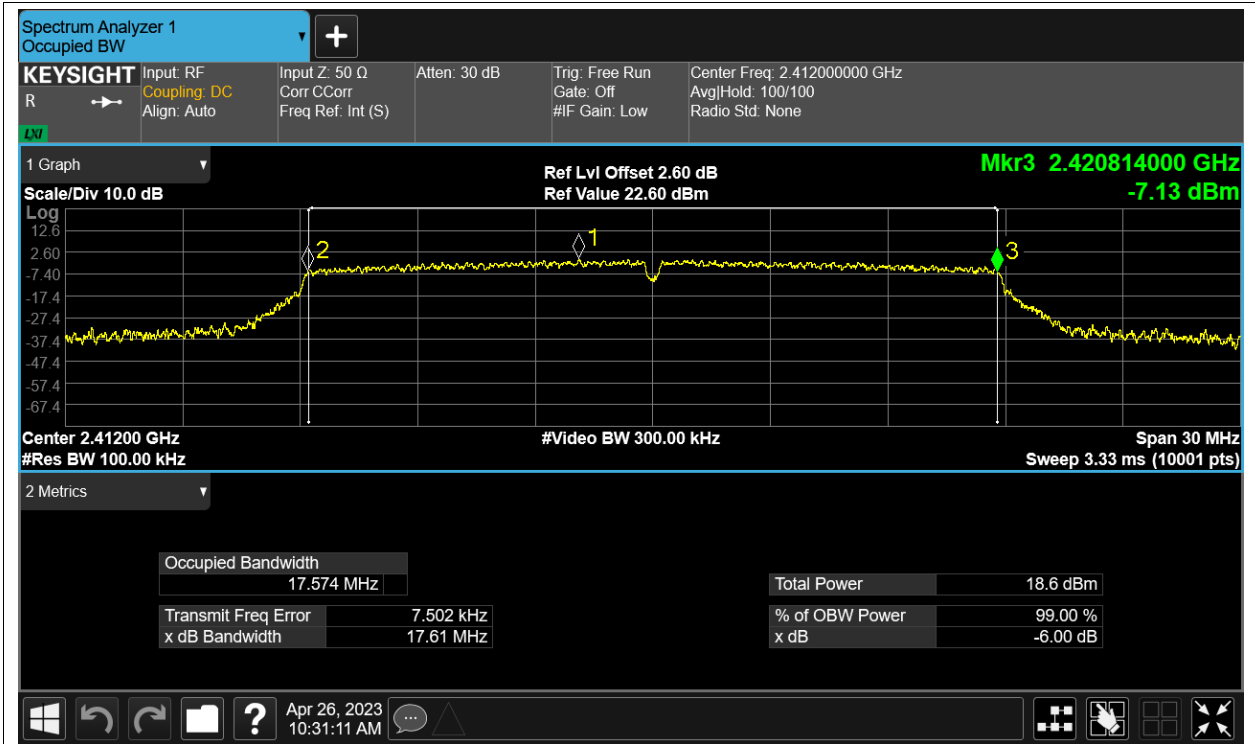 Spectrum Analyzer 1
Occupied BW
KEYSIGHT
R
LXI
Input: RF
Coupling: DC
Align: Auto
Input Z: 50 Ω
Corr CCorr
Freq Ref: Int (S)
Atten: 30 dB
Trig: Free Run
Gate: Off
#IF Gain: Low
Center Freq: 2.412000000 GHz
Avg|Hold: 100/100
Radio Std: None
1 Graph
Scale/Div 10.0 dB
Ref Lvl Offset 2.60 dB
Ref Value 22.60 dBm
Mkr3 2.420814000 GHz
-7.13 dBm
Log
12.6
2.60
-7.40
-17.4
-27.4
-37.4
-47.4
-57.4
-67.4
2
1
3
Center 2.41200 GHz
#Res BW 100.00 kHz
#Video BW 300.00 kHz
Span 30 MHz
Sweep 3.33 ms (10001 pts)
2 Metrics
Occupied Bandwidth
17.574 MHz
Transmit Freq Error 7.502 kHz
x dB Bandwidth 17.61 MHz
Total Power 18.6 dBm
% of OBW Power 99.00 %
x dB -6.00 dB
?
Apr 26, 2023
10:31:11 AM